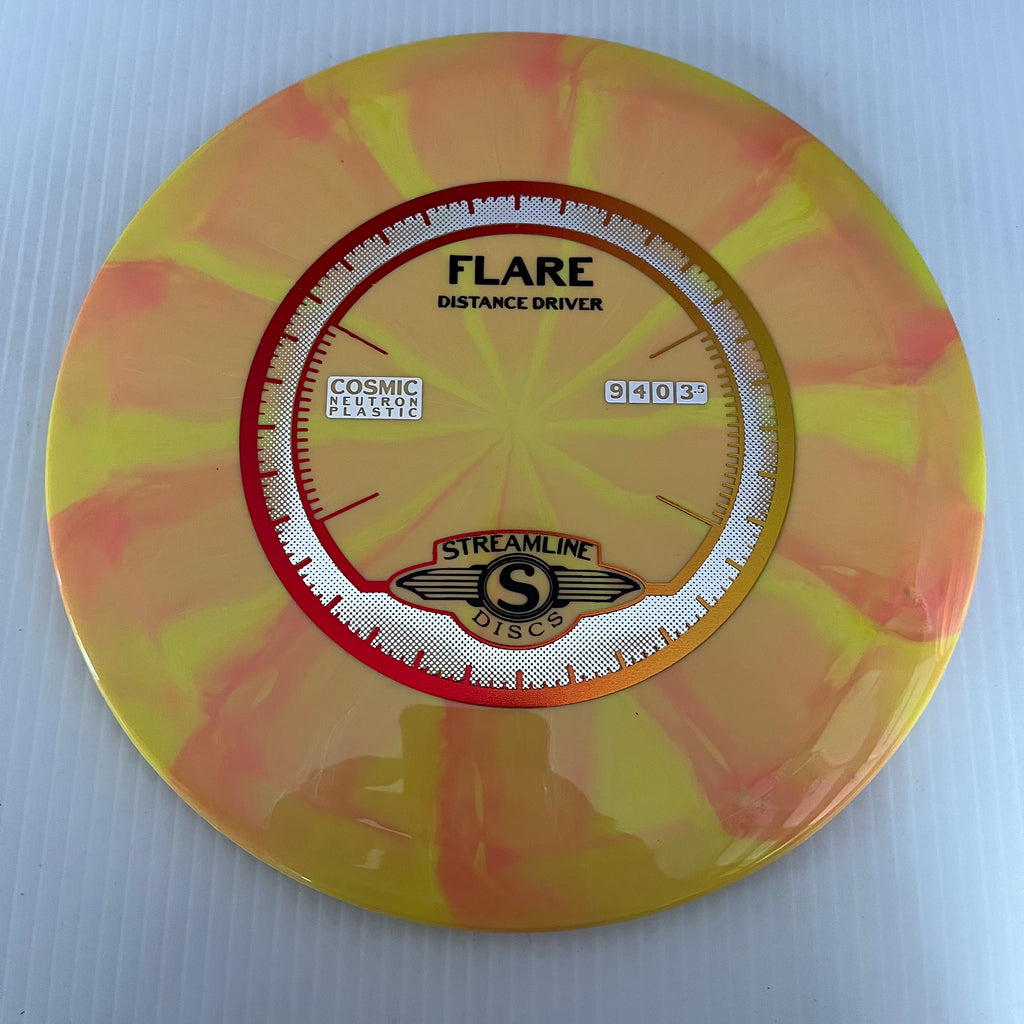 FLARE
DISTANCE DRIVER
COSMIC
NEUTRON
PLASTIC
9 4 0 3.5
STREAMLINE
S
DISCS